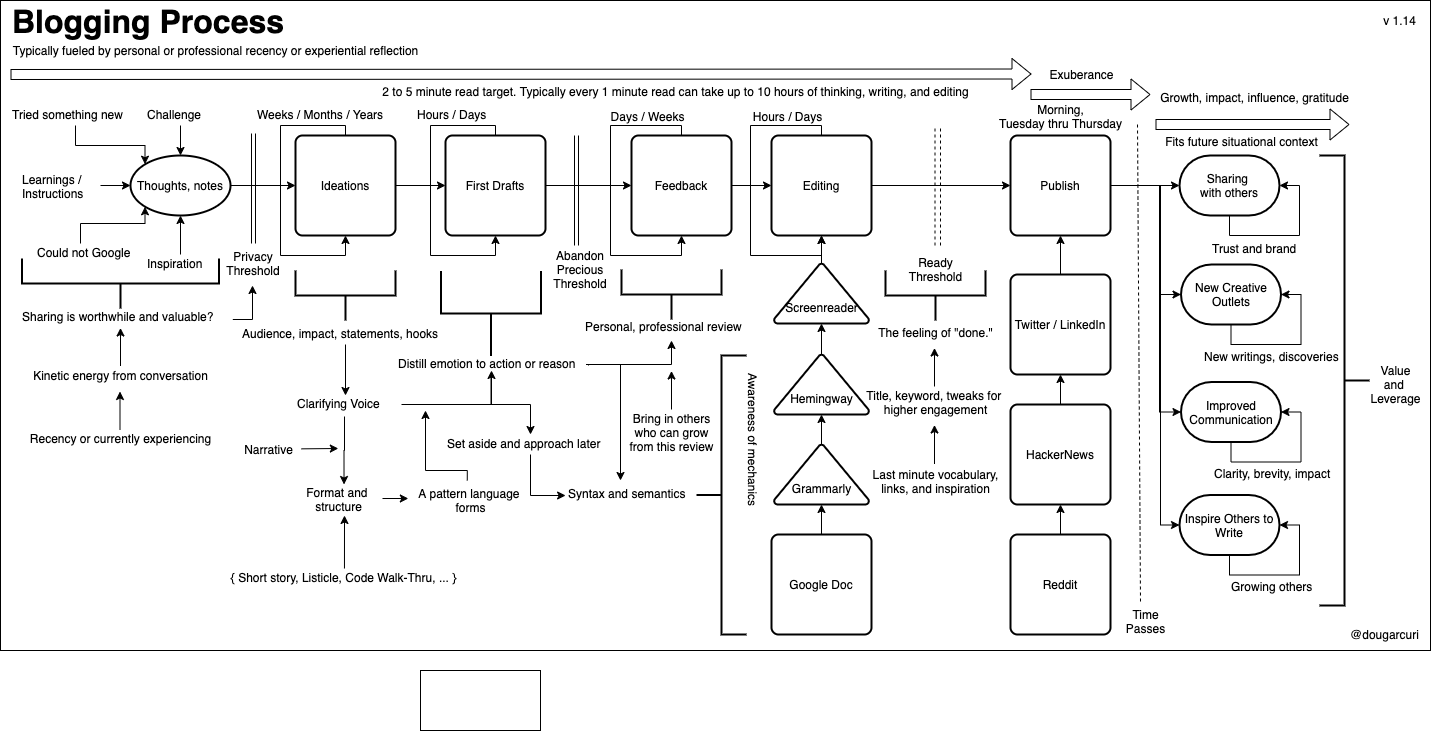 Blogging Process
v 1.14
Typically fueled by personal or professional recency or experiential reflection
Exuberance
2 to 5 minute read target. Typically every 1 minute read can take up to 10 hours of thinking, writing, and editing
Growth, impact, influence, gratitude
Tried something new
Challenge
Weeks / Months / Years
Hours / Days
Days / Weeks
Hours / Days
Morning,
Tuesday thru Thursday
Fits future situational context
Learnings /
Instructions
Thoughts, notes
Ideations
First Drafts
Feedback
Editing
Publish
Sharing
with others
Could not Google
Inspiration
Privacy
Threshold
Abandon
Precious
Threshold
Ready
Threshold
Trust and brand
Sharing is worthwhile and valuable?
Audience, impact, statements, hooks
Personal, professional review
Screenreader
The feeling of "done."
Twitter / LinkedIn
New Creative
Outlets
New writings, discoveries
Kinetic energy from conversation
Distill emotion to action or reason
Clarifying Voice
Awareness of mechanics
Hemingway
Title, keyword, tweaks for
higher engagement
Value
and
Leverage
Improved
Communication
Recency or currently experiencing
Narrative
Set aside and approach later
Bring in others
who can grow
from this review
HackerNews
Clarity, brevity, impact
Format and
structure
A pattern language
forms
Syntax and semantics
Grammarly
Last minute vocabulary,
links, and inspiration
Inspire Others to
Write
{ Short story, Listicle, Code Walk-Thru, ... }
Google Doc
Reddit
Growing others
Time
Passes
@dougarcuri